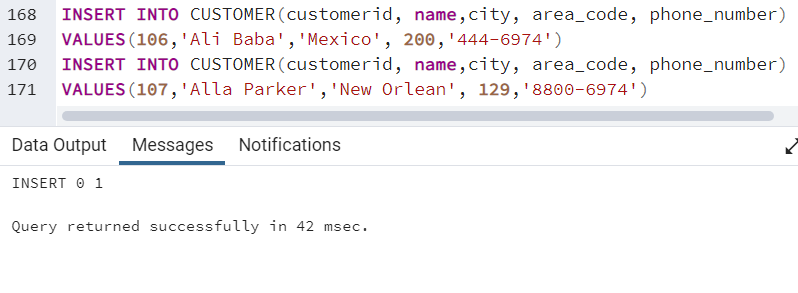 168 INSERT INTO CUSTOMER(customerid, name,city, area_code, phone_number)
169 VALUES(106,'Ali Baba','Mexico', 200,'444-6974')
170 INSERT INTO CUSTOMER(customerid, name,city, area_code, phone_number)
171 VALUES(107,'Alla Parker','New Orlean', 129,'8800-6974')
Data Output Messages Notifications
INSERT 0 1
Query returned successfully in 42 msec.